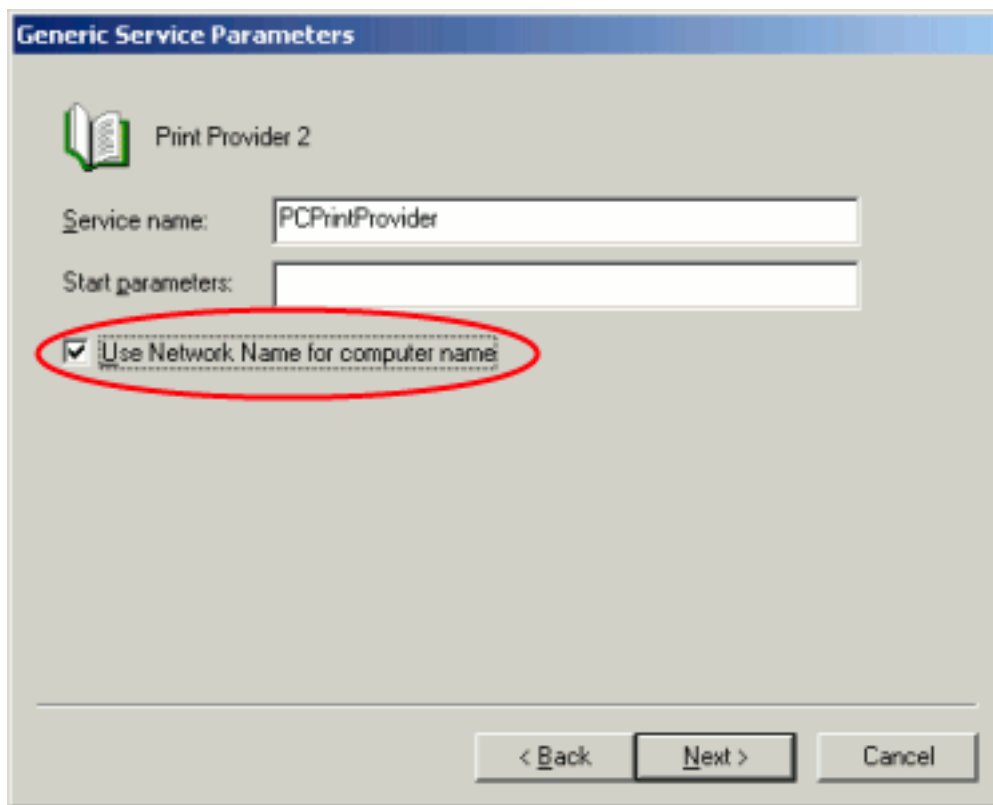 Generic Service Parameters
Print Provider 2
Service name: PCPrintProvider
Start parameters:
Use Network Name for computer name
< Back Next > Cancel